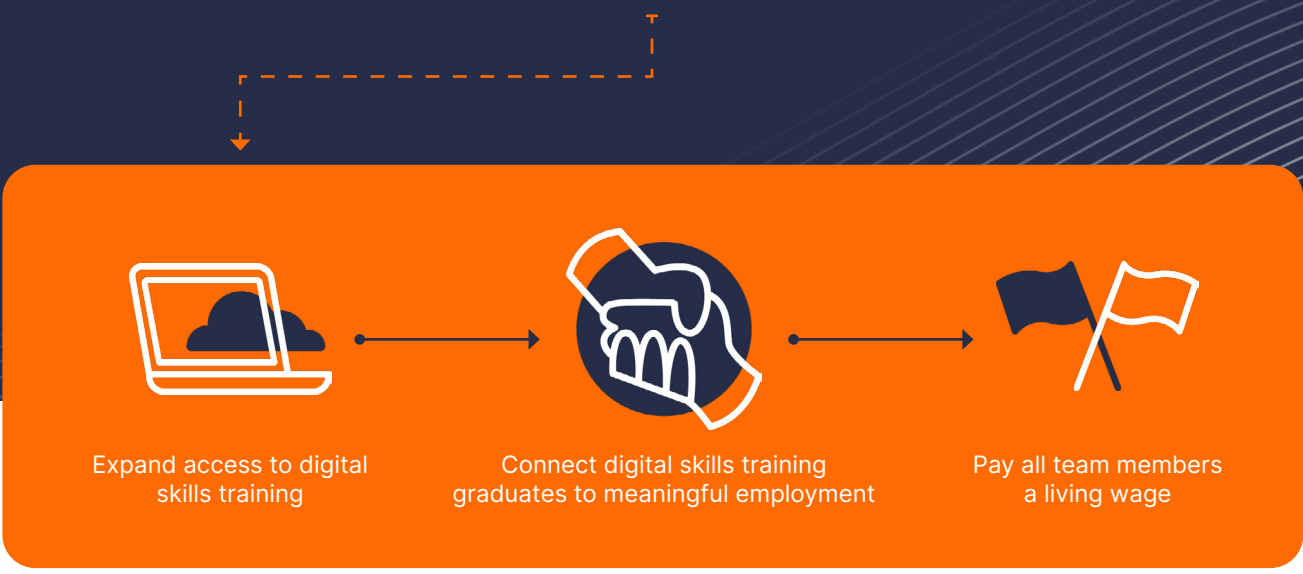 Expand access to digital
skills training
Connect digital skills training
graduates to meaningful employment
Pay all team members
a living wage